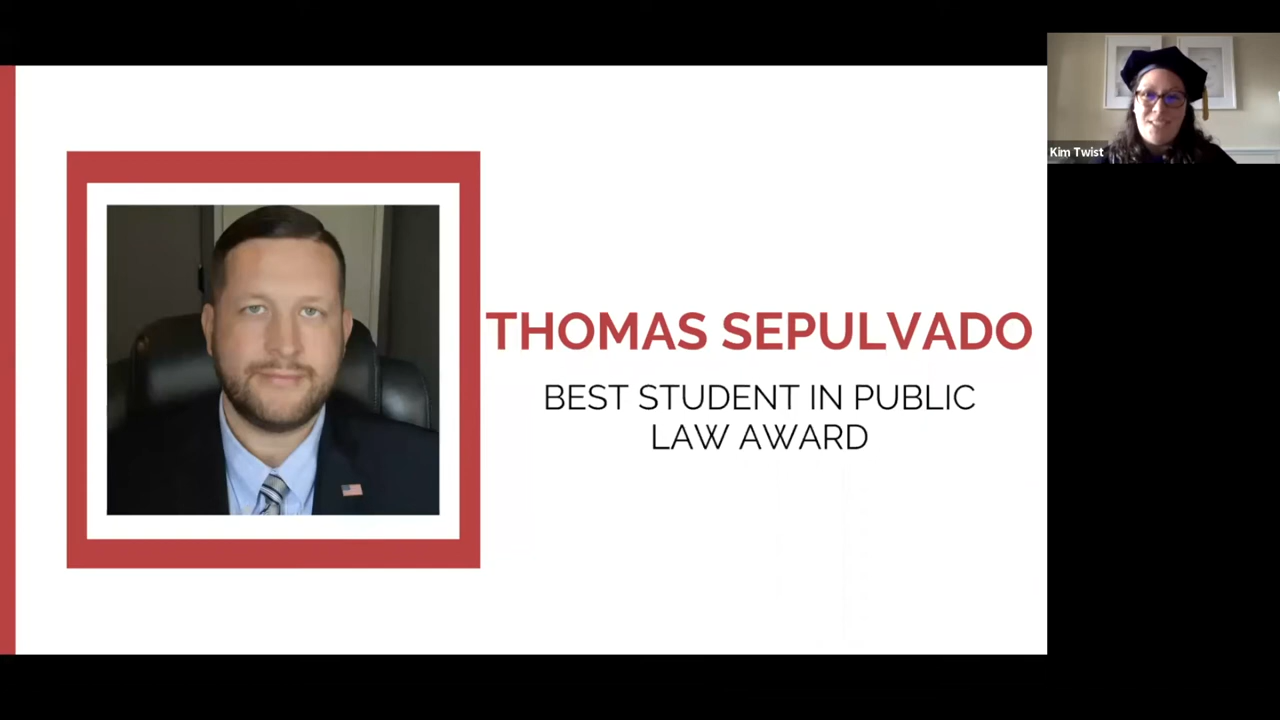 THOMAS SEPULVADO
BEST STUDENT IN PUBLIC
LAW AWARD
Kim Twist